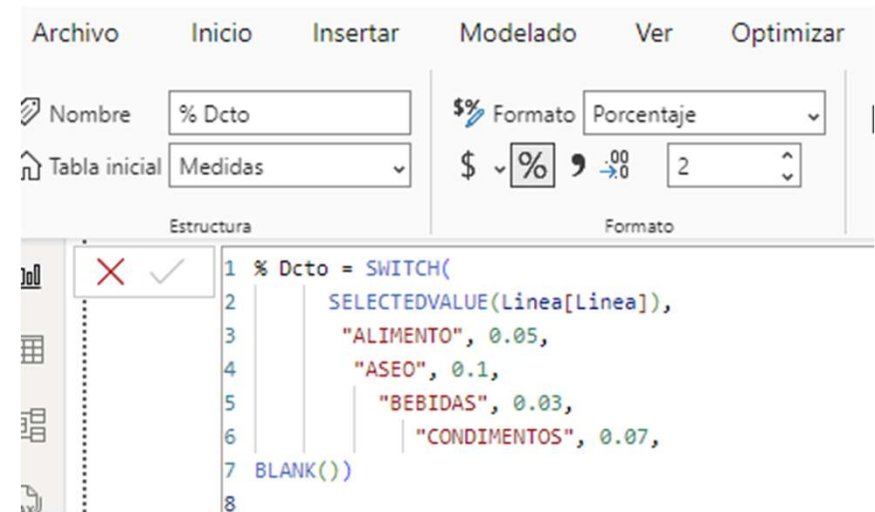 Archivo Inicio Insertar Modelado Ver Optimizar
Nombre % Dcto
$% Formato Porcentaje
Tabla inicial Medidas
$ % 9 .00 →.0 2
Estructura
Formato
1 % Dcto = SWITCH(
2 SELECTEDVALUE(Linea[Linea]),
3 "ALIMENTO", 0.05,
4 "ASEO", 0.1,
5 "BEBIDAS", 0.03,
6 "CONDIMENTOS", 0.07,
7 BLANK())
8